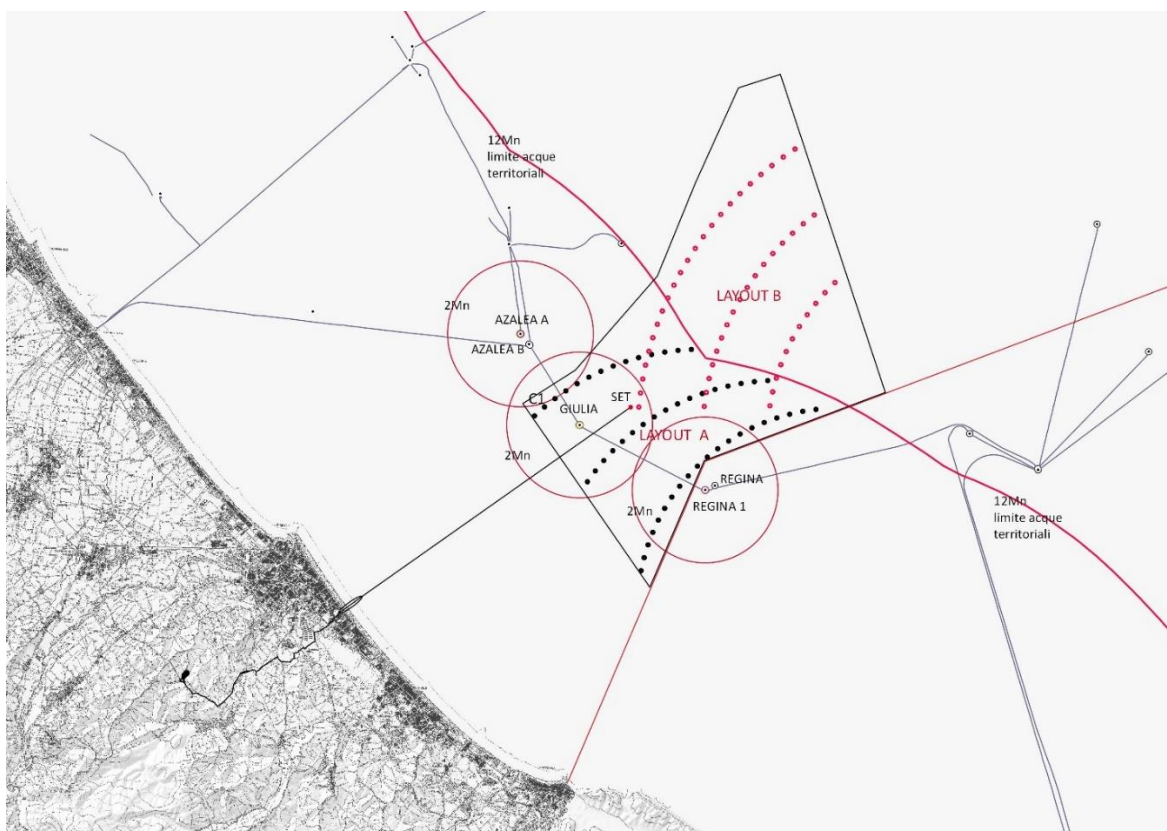 12Mn
limite acque
territoriali
2Mn
AZALEA A
AZALEA B
LAYOUT B
C1
GIULIA
SET
LAYOUT A
2Mn
REGINA
2Mn
REGINA 1
12Mn
limite acque
territoriali